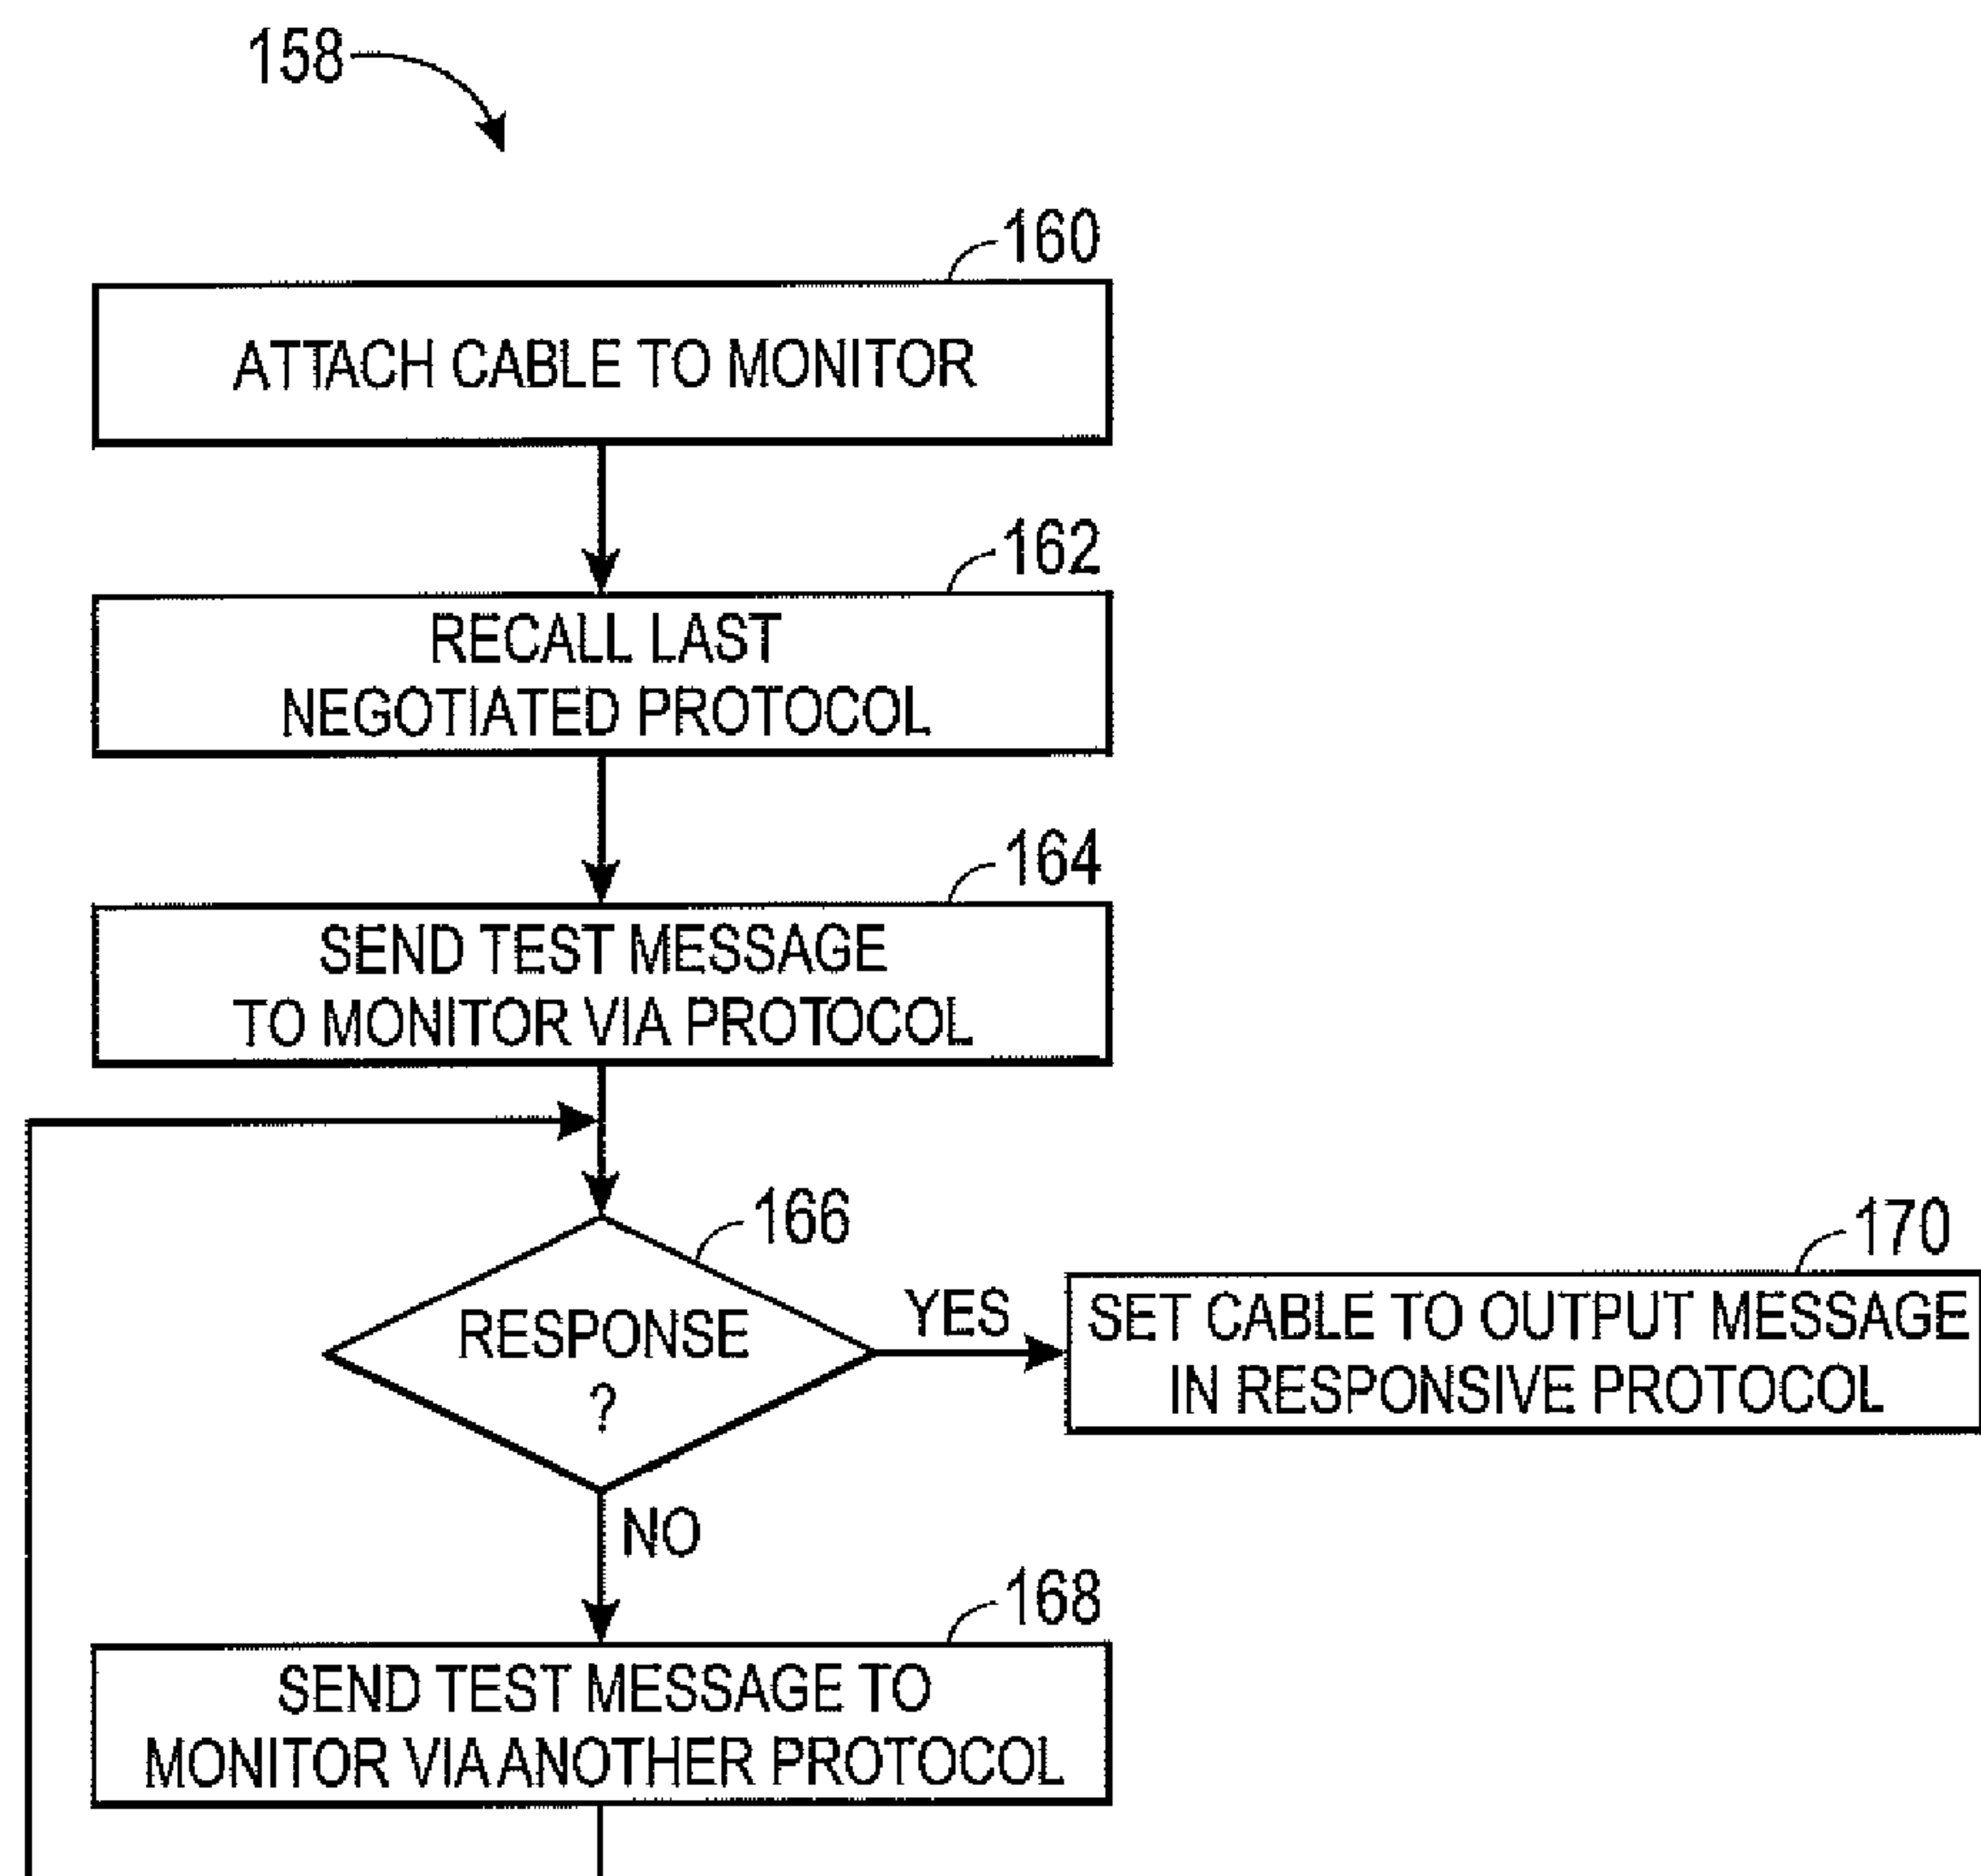 158
160
ATTACH CABLE TO MONITOR
162
RECALL LAST
NEGOTIATED PROTOCOL
164
SEND TEST MESSAGE
TO MONITOR VIA PROTOCOL
166
RESPONSE
?
YES
170
SET CABLE TO OUTPUT MESSAGE
IN RESPONSIVE PROTOCOL
NO
168
SEND TEST MESSAGE TO
MONITOR VIA ANOTHER PROTOCOL